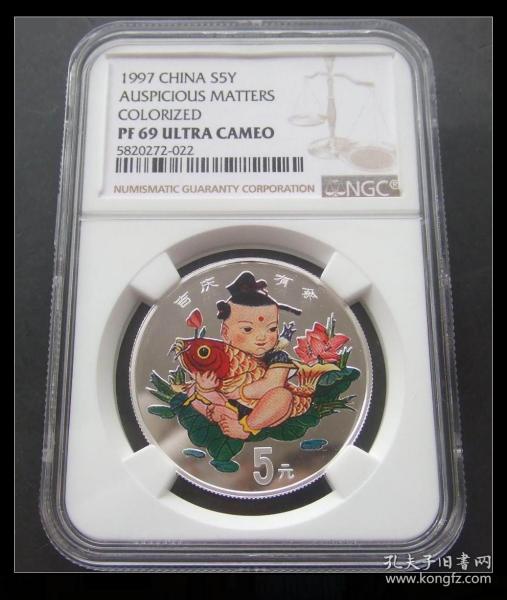 1997 CHINA S5Y
AUSPICIOUS MATTERS
COLORIZED
PF 69 ULTRA CAMEO
5820272-022
NUMISMATIC GUARANTY CORPORATION
NGC®
吉庆有余
5元
孔夫子旧书网
www.kongfz.com